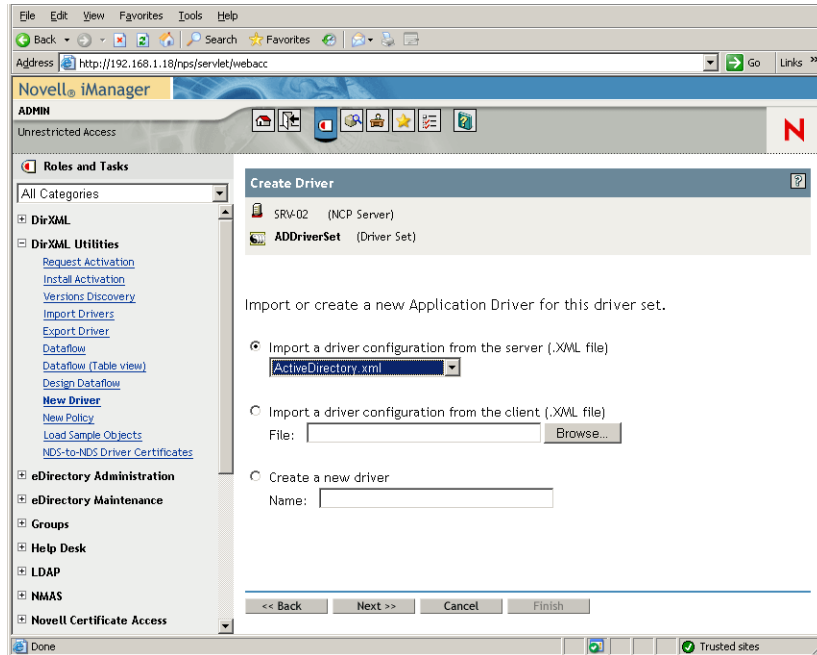 File Edit View Favorites Tools Help
Back Search Favorites
Address http://192.168.1.18/nps/servlet/webacc Go Links »
Novell® iManager
ADMIN
Unrestricted Access
N
Roles and Tasks
All Categories
DirXML
DirXML Utilities
Request Activation
Install Activation
Versions Discovery
Import Drivers
Export Driver
Dataflow
Dataflow (Table view)
Design Dataflow
New Driver
New Policy
Load Sample Objects
NDS-to-NDS Driver Certificates
eDirectory Administration
eDirectory Maintenance
Groups
Help Desk
LDAP
NMAS
Novell Certificate Access
Create Driver ?
SRV-02 (NCP Server)
ADDriverSet (Driver Set)
Import or create a new Application Driver for this driver set.
Import a driver configuration from the server (.XML file)
ActiveDirectory.xml
Import a driver configuration from the client (.XML file)
File: Browse...
Create a new driver
Name:
<< Back Next >> Cancel Finish
Done Trusted sites